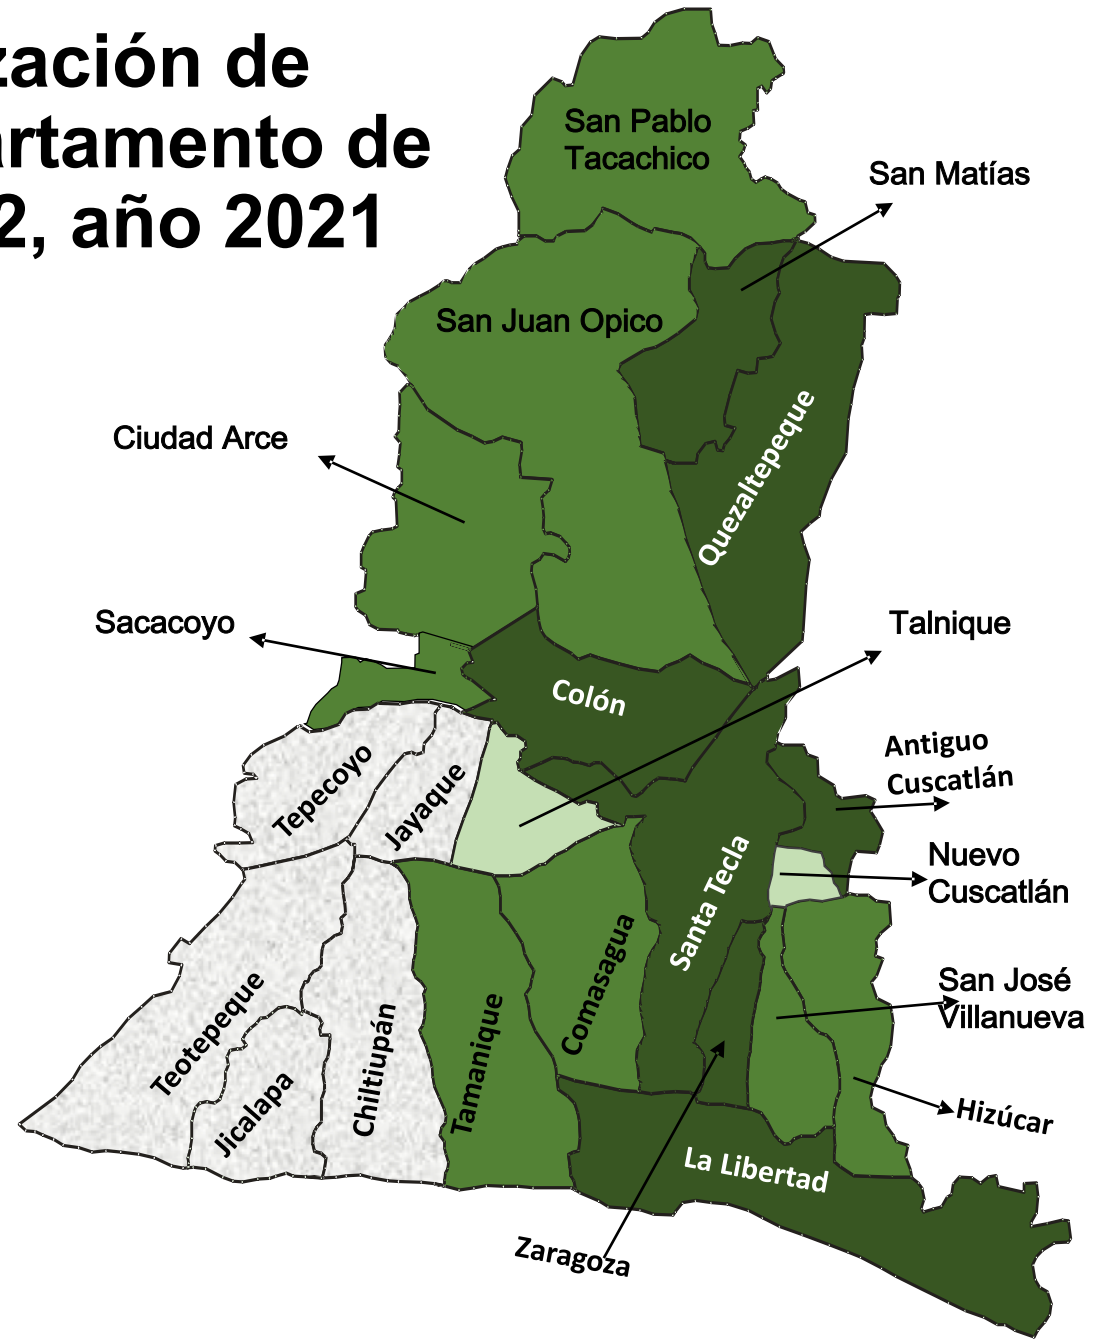 zación de
artamento de
2, año 2021
San Pablo
Tacachico
San Matías
San Juan Opico
Ciudad Arce
Quezaltepeque
Sacacoyo
Talnique
Colón
Antiguo
Cuscatlán
Tepecoyo
Jayaque
Nuevo
Cuscatlán
Santa Tecla
Comasagua
San José
Villanueva
Teotepeque
Jicalapa
Chiltiupán
Tamanique
Hizúcar
La Libertad
Zaragoza